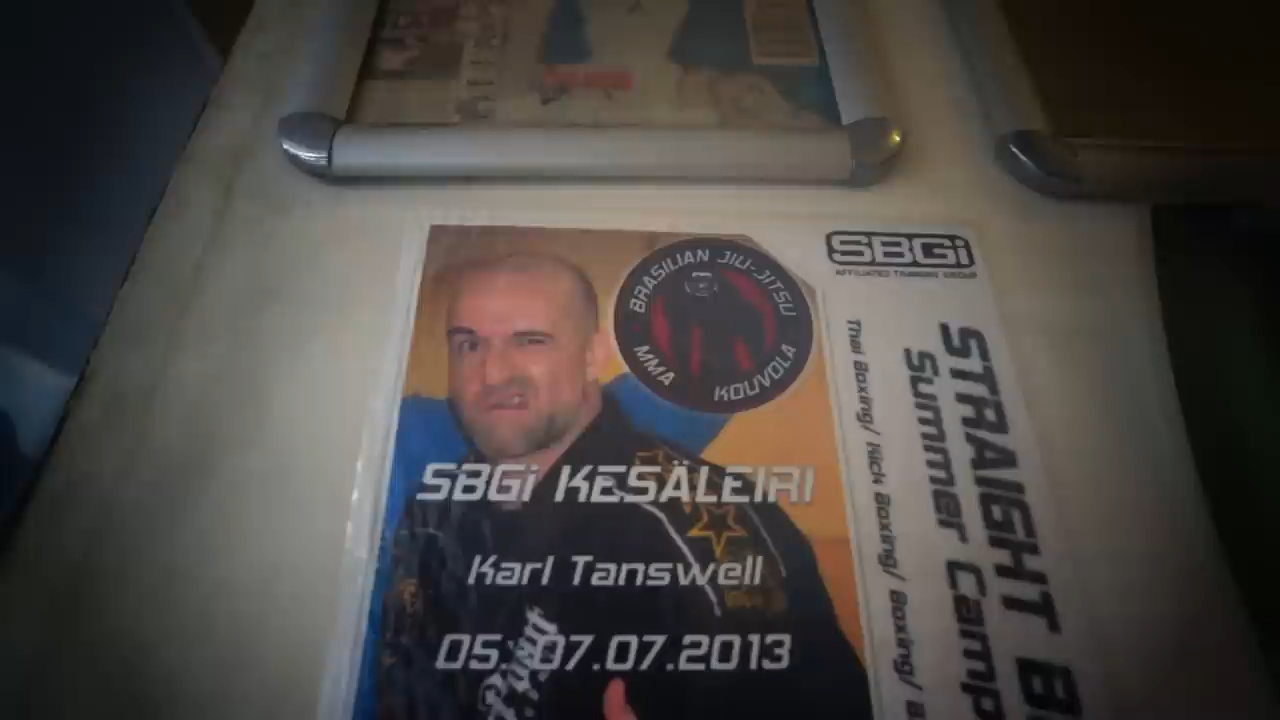 BRASILIAN JIU-JITSU
MMA KOUVOLA
SBGi KESÄLEIRI
Karl Tanswell
05. 07.07.2013
SBGi
AFFILIATED TRAINING GROUP
STRAIGHT
Summer Camp
Thai Boxing/ Kick Boxing/ Boxing/